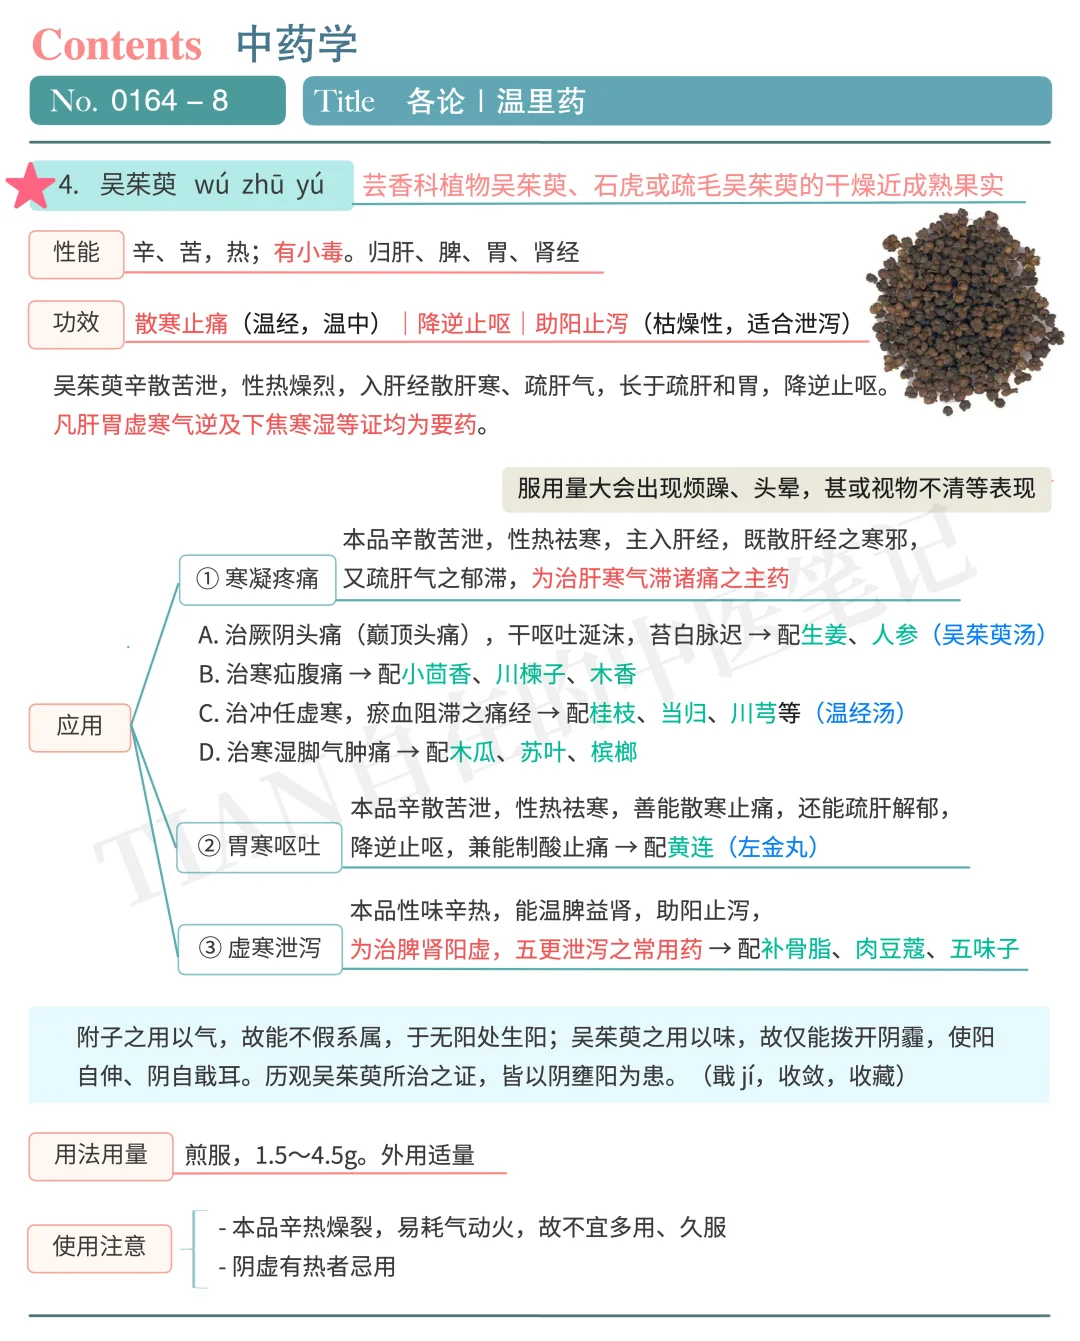 Contents 中药学
No. 0164 – 8
Title 各论 | 温里药
4. 吴茱萸 wú zhū yú 芸香科植物吴茱萸、石虎或疏毛吴茱萸的干燥近成熟果实
性能 辛、苦，热；有小毒。归肝、脾、胃、肾经
功效 散寒止痛（温经，温中）｜降逆止呕｜助阳止泻（枯燥性，适合泄泻）
吴茱萸辛散苦泄，性热燥烈，入肝经散肝寒、疏肝气，长于疏肝和胃，降逆止呕。
凡肝胃虚寒气逆及下焦寒湿等证均为要药。
服用量大会出现烦躁、头晕，甚或视物不清等表现
应用
① 寒凝疼痛
本品辛散苦泄，性热祛寒，主入肝经，既散肝经之寒邪，
又疏肝气之郁滞，为治肝寒气滞诸痛之主药
A. 治厥阴头痛（巅顶头痛），干呕吐涎沫，苔白脉迟 → 配生姜、人参（吴茱萸汤）
B. 治寒疝腹痛 → 配小茴香、川楝子、木香
C. 治冲任虚寒，瘀血阻滞之痛经 → 配桂枝、当归、川芎等（温经汤）
D. 治寒湿脚气肿痛 → 配木瓜、苏叶、槟榔
② 胃寒呕吐
本品辛散苦泄，性热祛寒，善能散寒止痛，还能疏肝解郁，
降逆止呕，兼能制酸止痛 → 配黄连（左金丸）
③ 虚寒泄泻
本品性味辛热，能温脾益肾，助阳止泻，
为治脾肾阳虚，五更泄泻之常用药 → 配补骨脂、肉豆蔻、五味子
附子之用以气，故能不假系属，于无阳处生阳；吴茱萸之用以味，故仅能拨开阴霾，使阳
自伸、阴自戢耳。历观吴茱萸所治之证，皆以阴壅阳为患。（戢 jí，收敛，收藏）
用法用量 煎服，1.5～4.5g。外用适量
使用注意
- 本品辛热燥裂，易耗气动火，故不宜多用、久服
- 阴虚有热者忌用
TIAN自在的中医笔记